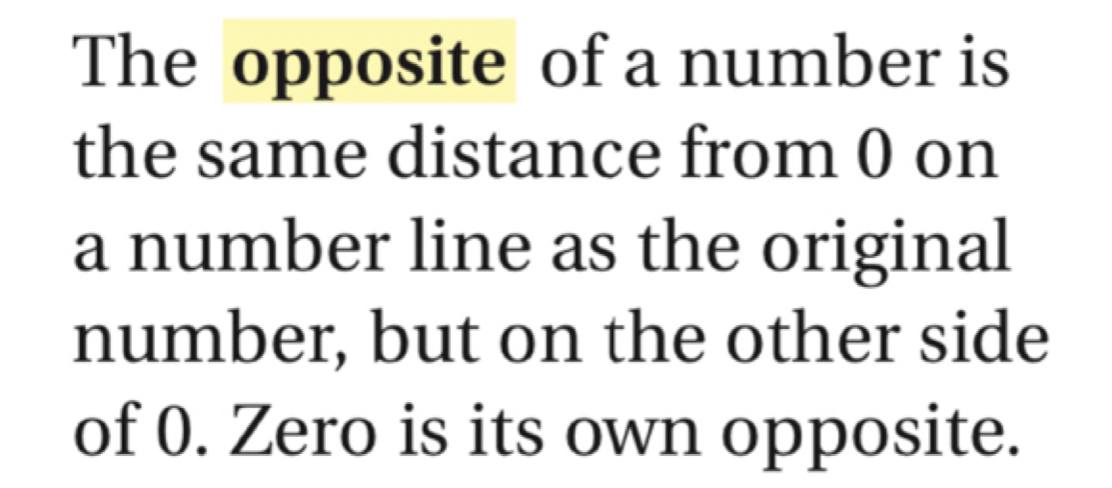 The opposite of a number is
the same distance from 0 on
a number line as the original
number, but on the other side
of 0. Zero is its own opposite.